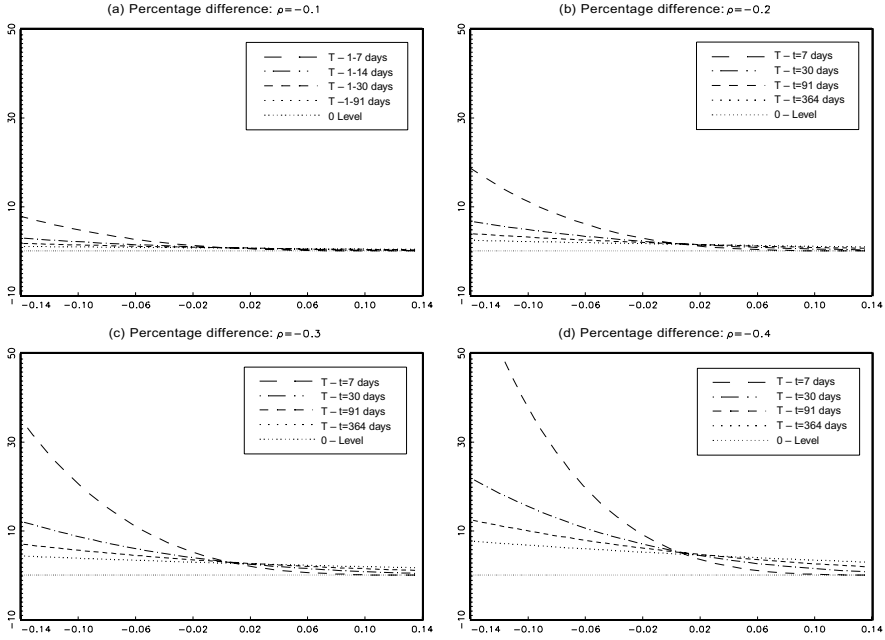 (a) Percentage difference: ρ=−0.1
50
30
10
−10
T − 1-7 days
T − 1-14 days
T − 1-30 days
T −1-91 days
0 Level
−0.14 −0.10 −0.06 −0.02 0.02 0.06 0.10 0.14
(b) Percentage difference: ρ=−0.2
50
30
10
−10
T − t=7 days
T − t=30 days
T − t=91 days
T − t=364 days
0 − Level
−0.14 −0.10 −0.06 −0.02 0.02 0.06 0.10 0.14
(c) Percentage difference: ρ=−0.3
50
30
10
−10
T − t=7 days
T − t=30 days
T − t=91 days
T − t=364 days
0 − Level
−0.14 −0.10 −0.06 −0.02 0.02 0.06 0.10 0.14
(d) Percentage difference: ρ=−0.4
50
30
10
−10
T − t=7 days
T − t=30 days
T − t=91 days
T − t=364 days
0 − Level
−0.14 −0.10 −0.06 −0.02 0.02 0.06 0.10 0.14